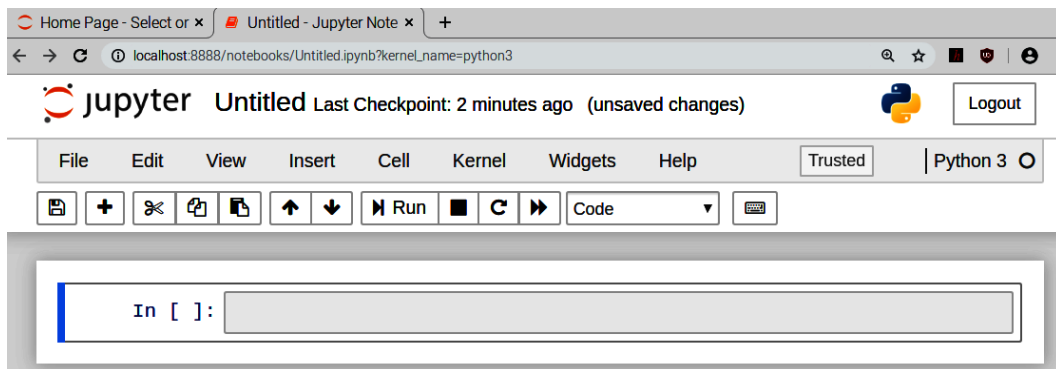 Home Page - Select or Untitled - Jupyter Note
localhost:8888/notebooks/Untitled.ipynb?kernel_name=python3
jupyter Untitled Last Checkpoint: 2 minutes ago (unsaved changes) Logout
File Edit View Insert Cell Kernel Widgets Help Trusted Python 3
Run Code
In [ ]: